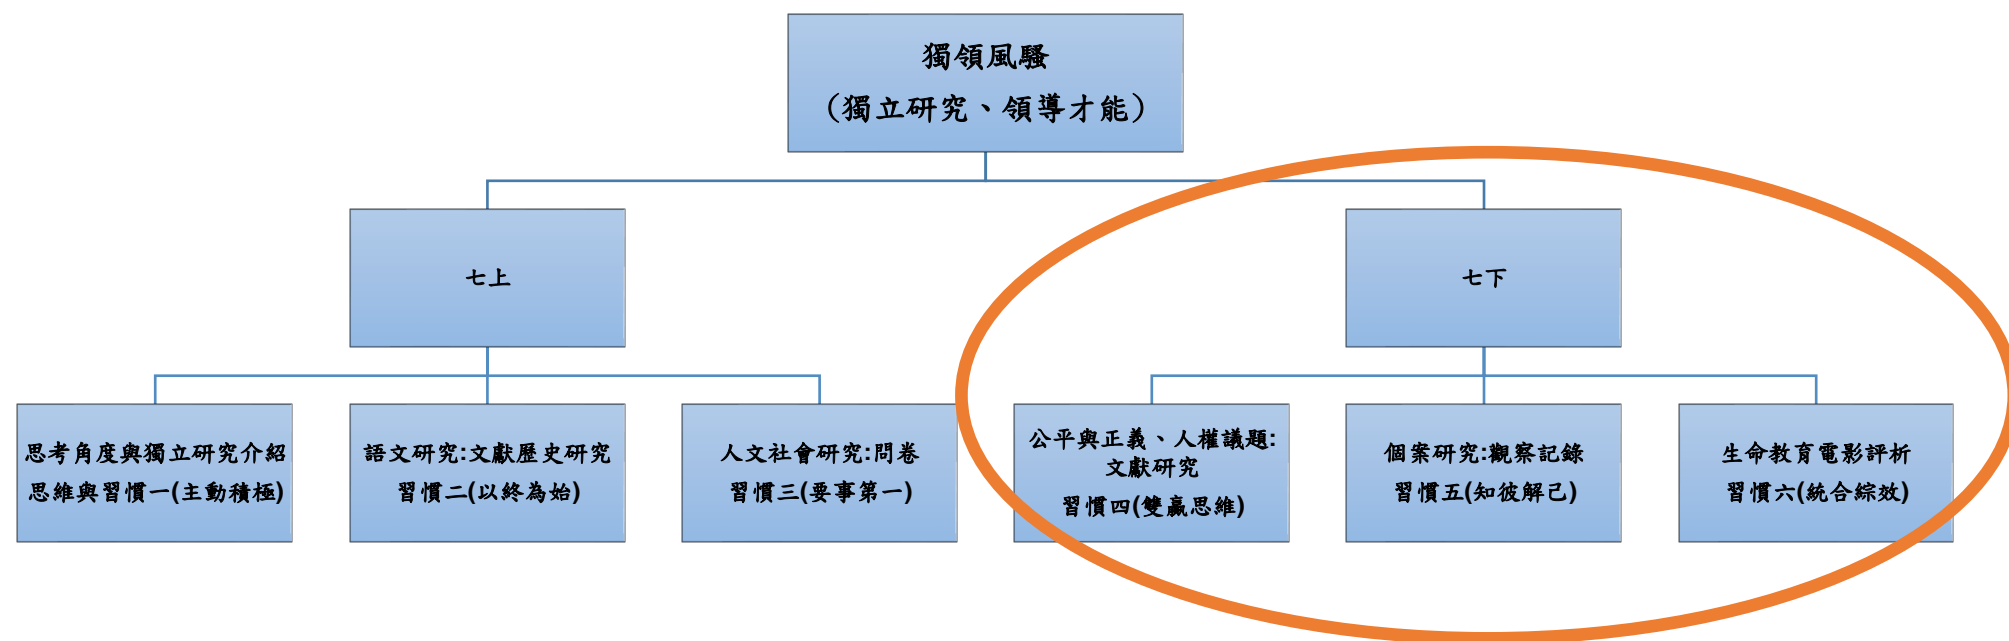 獨領風騷
（獨立研究、領導才能）
七上
七下
思考角度與獨立研究介紹
思維與習慣一(主動積極)
語文研究:文獻歷史研究
習慣二(以終為始)
人文社會研究:問卷
習慣三(要事第一)
公平與正義、人權議題:
文獻研究
習慣四(雙贏思維)
個案研究:觀察記錄
習慣五(知彼解己)
生命教育電影評析
習慣六(統合綜效)